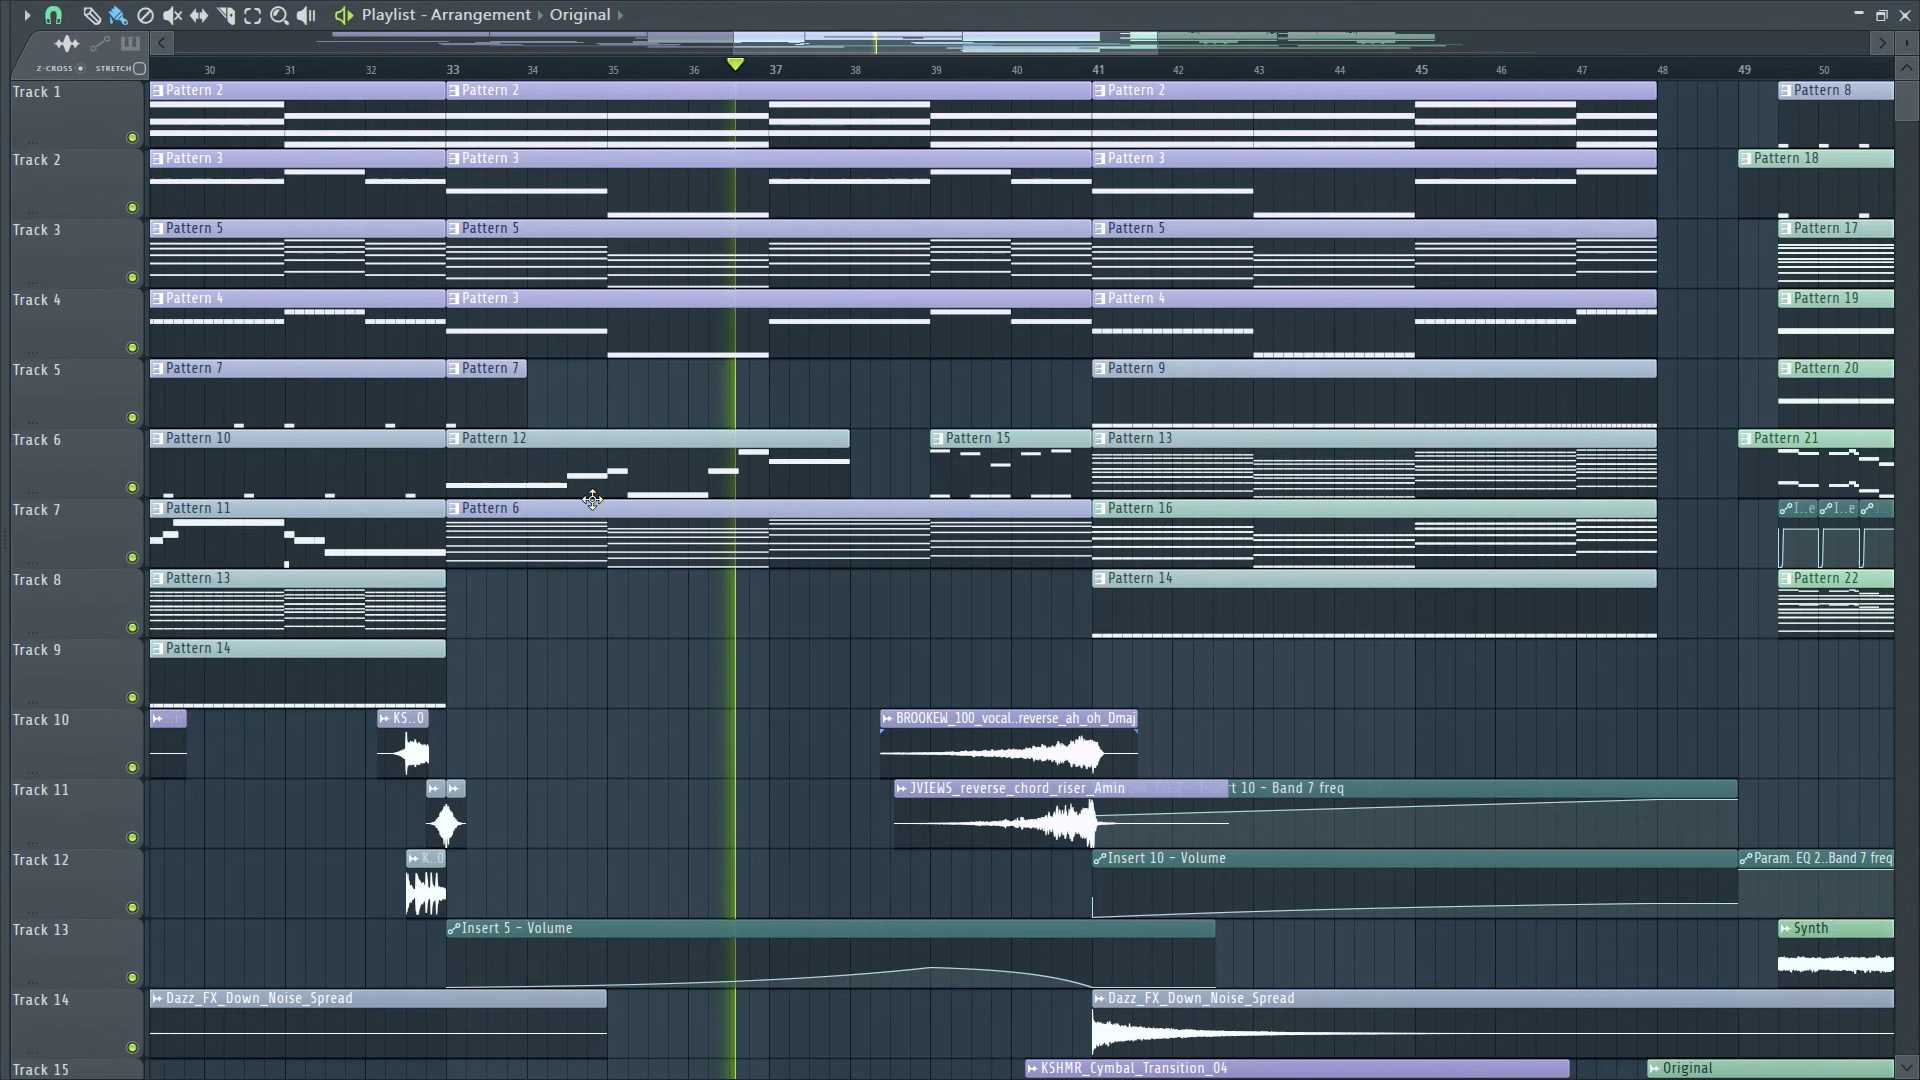 Playlist - Arrangement Original
Z-CROSS STRETCH
30 31 32 33 34 35 36 37 38 39 40 41 42 43 44 45 46 47 48 49 50
Track 1 Pattern 2 Pattern 2 Pattern 2 Pattern 8
Track 2 Pattern 3 Pattern 3 Pattern 3 Pattern 18
Track 3 Pattern 5 Pattern 5 Pattern 5 Pattern 17
Track 4 Pattern 4 Pattern 3 Pattern 4 Pattern 19
Track 5 Pattern 7 Pattern 7 Pattern 9 Pattern 20
Track 6 Pattern 10 Pattern 12 Pattern 15 Pattern 13 Pattern 21
Track 7 Pattern 11 Pattern 6 Pattern 16 I..e I..e
Track 8 Pattern 13 Pattern 14 Pattern 22
Track 9 Pattern 14
Track 10 KS..0 BROOKEW_100_vocal..reverse_ah_oh_Dmaj
Track 11 JVIEWS_reverse_chord_riser_Amin t 10 - Band 7 freq
Track 12 K..0 Insert 10 - Volume Param. EQ 2..Band 7 freq
Track 13 Insert 5 - Volume Synth
Track 14 Dazz_FX_Down_Noise_Spread Dazz_FX_Down_Noise_Spread
Track 15 KSHMR_Cymbal_Transition_04 Original